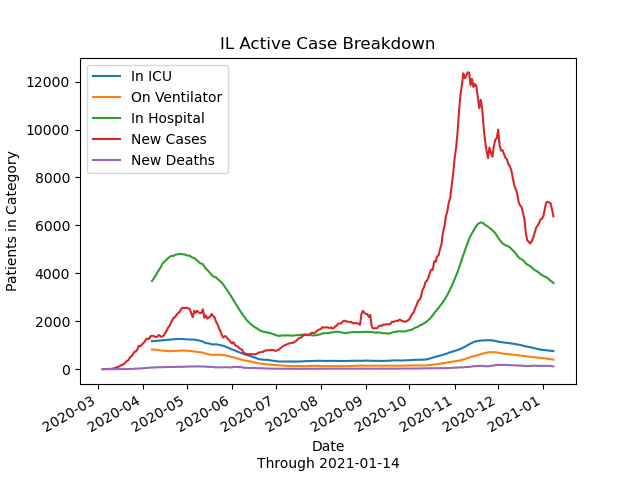 IL Active Case Breakdown
In ICU
On Ventilator
In Hospital
New Cases
New Deaths
12000
10000
8000
6000
4000
2000
0
Patients in Category
2020-03
2020-04
2020-05
2020-06
2020-07
2020-08
2020-09
2020-10
2020-11
2020-12
2021-01
Date
Through 2021-01-14